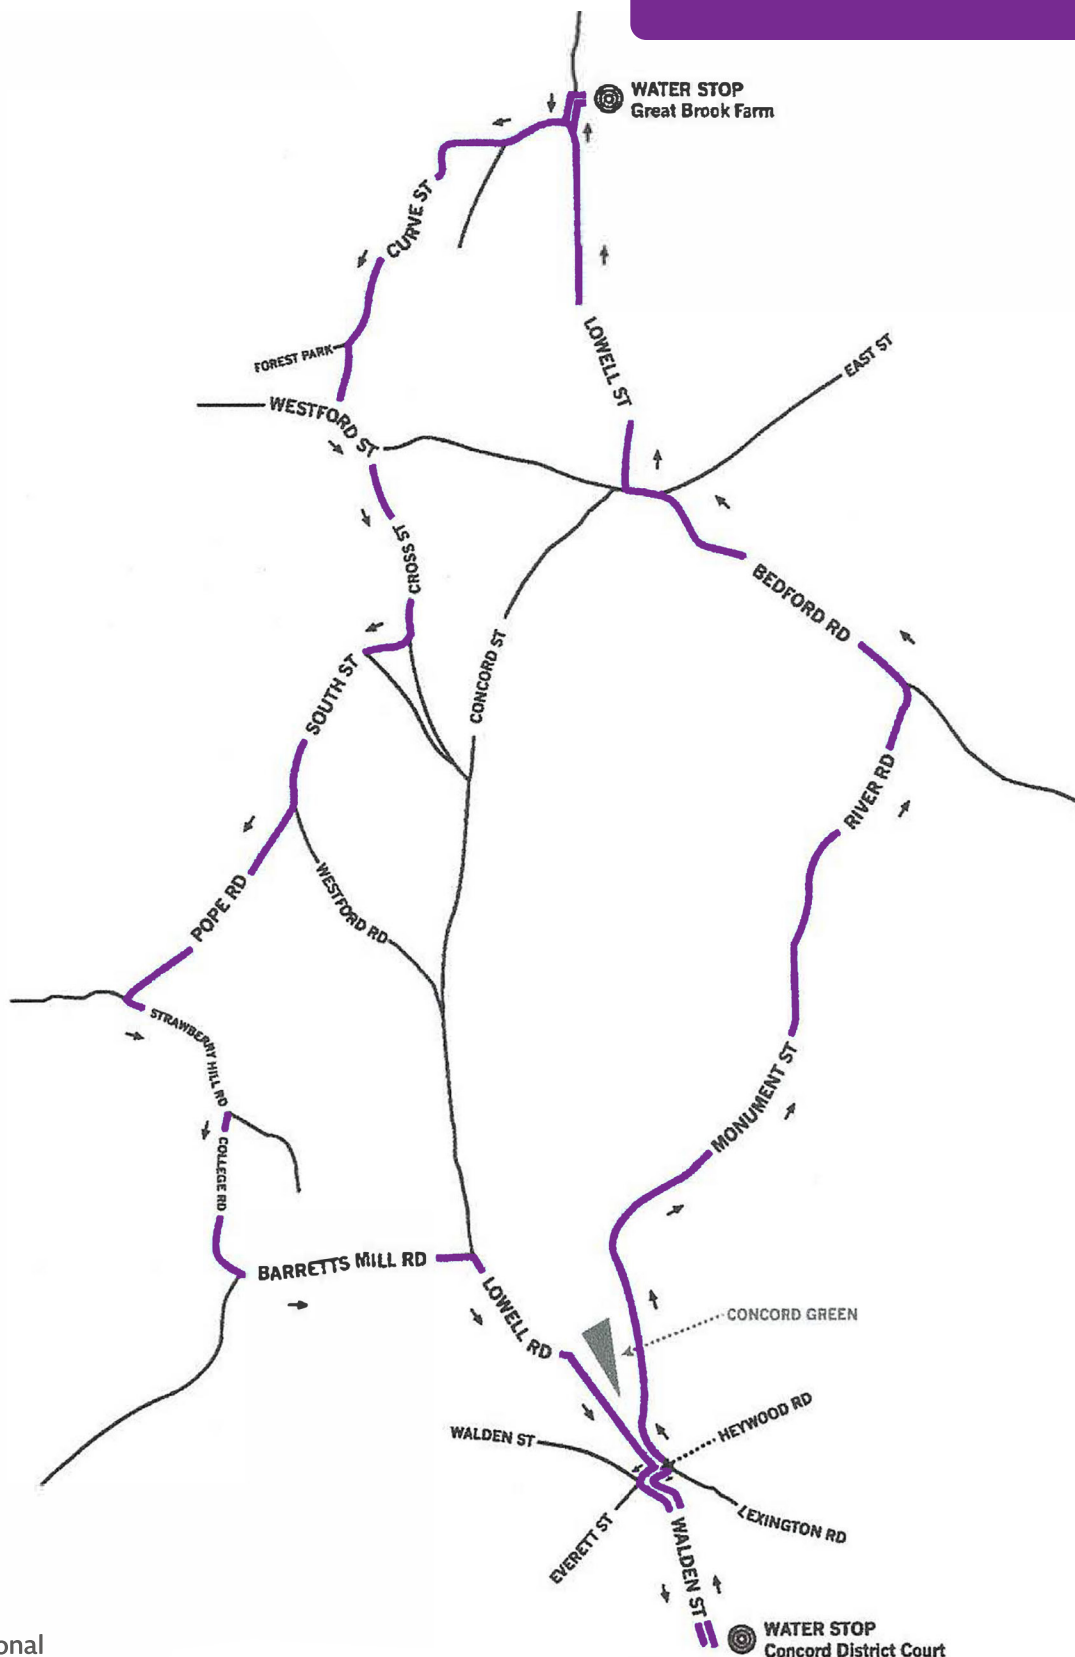 WATER STOP
Great Brook Farm
CURVE ST
LOWELL ST
EAST ST
FOREST PARK
WESTFORD ST
CROSS ST
BEDFORD RD
CONCORD ST
SOUTH ST
RIVER RD
WESTFORD RD
POPE RD
STRAWBERRY HILL RD
MONUMENT ST
COLLEGE RD
BARRETTS MILL RD
LOWELL RD
CONCORD GREEN
HEYWOOD RD
WALDEN ST
LEXINGTON RD
EVERETT ST
WALDEN ST
WATER STOP
Concord District Court
onal